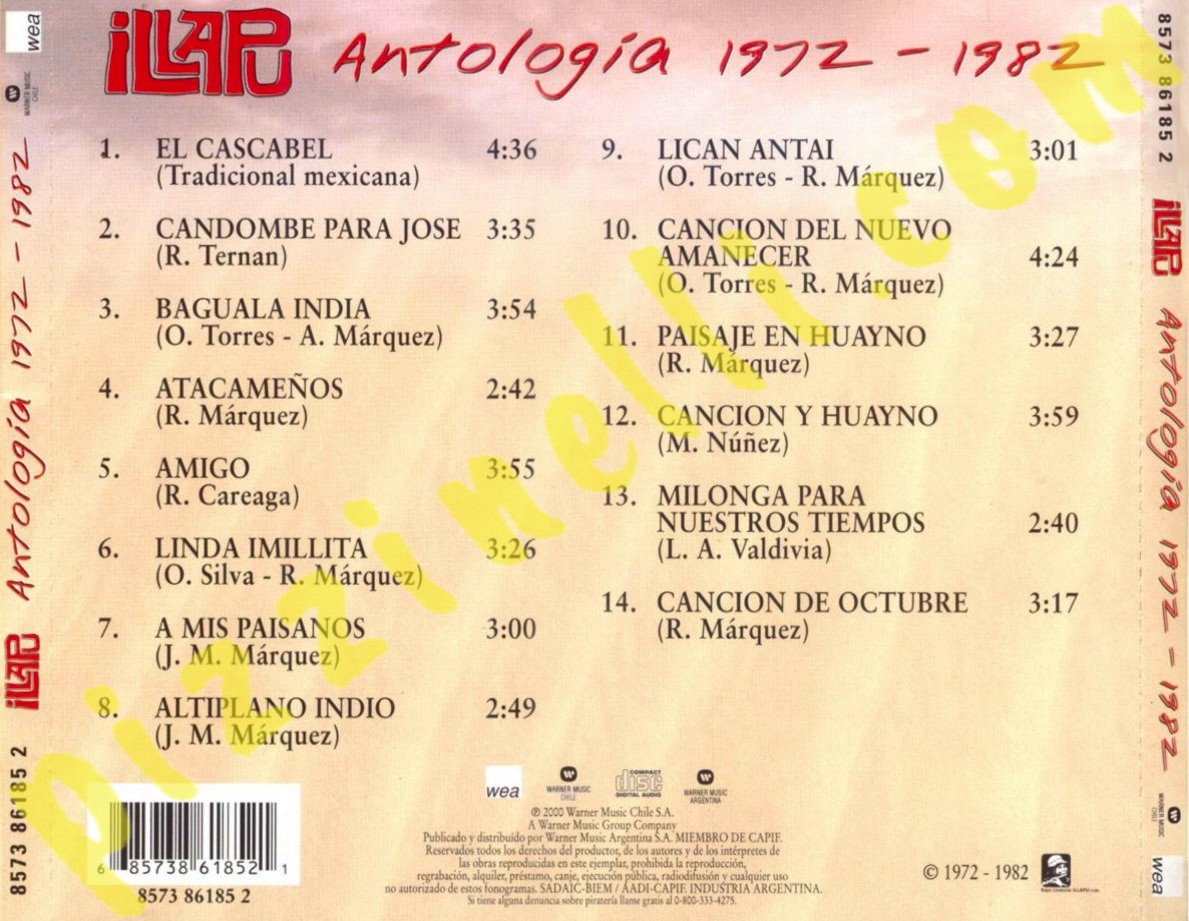 iLLAPU Antología 1972 - 1982
1. EL CASCABEL 4:36
(Tradicional mexicana)
2. CANDOMBE PARA JOSE 3:35
(R. Ternan)
3. BAGUALA INDIA 3:54
(O. Torres - A. Márquez)
4. ATACAMEÑOS 2:42
(R. Márquez)
5. AMIGO 3:55
(R. Careaga)
6. LINDA IMILLITA 3:26
(O. Silva - R. Márquez)
7. A MIS PAISANOS 3:00
(J. M. Márquez)
8. ALTIPLANO INDIO 2:49
(J. M. Márquez)
9. LICAN ANTAI 3:01
(O. Torres - R. Márquez)
10. CANCION DEL NUEVO
AMANECER 4:24
(O. Torres - R. Márquez)
11. PAISAJE EN HUAYNO 3:27
(R. Márquez)
12. CANCION Y HUAYNO 3:59
(M. Núñez)
13. MILONGA PARA
NUESTROS TIEMPOS 2:40
(L. A. Valdivia)
14. CANCION DE OCTUBRE 3:17
(R. Márquez)
wea
WARNER MUSIC
CHILE
COMPACT
disc
DIGITAL AUDIO
WARNER MUSIC
ARGENTINA
℗ 2000 Warner Music Chile S.A.
A Warner Music Group Company
Publicado y distribuido por Warner Music Argentina S.A. MIEMBRO DE CAPIF.
Reservados todos los derechos del productor, de los autores y de los intérpretes de
las obras reproducidas en este ejemplar, prohibida la reproducción,
regrabación, alquiler, préstamo, canje, ejecución pública, radiodifusión y cualquier uso
no autorizado de estos fonogramas. SADAIC-BIEM / AADI-CAPIF. INDUSTRIA ARGENTINA.
Si tiene alguna denuncia sobre piratería llame gratis al 0-800-333-4275.
6 85738 61852 1
8573 86185 2
© 1972 - 1982
wea
WARNER MUSIC
CHILE
Antología 1972 - 1982
iLLAPU
8573 86185 2
8573 86185 2
iLLAPU
Antología 1972 - 1982
WARNER MUSIC
CHILE
wea
pizzinelli.com